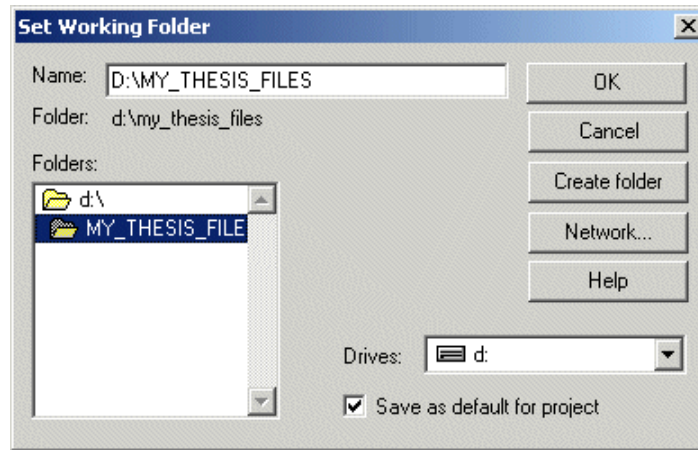 Set Working Folder
Name: D:\MY_THESIS_FILES
Folder: d:\my_thesis_files
Folders:
d:\
MY_THESIS_FILE
OK
Cancel
Create folder
Network...
Help
Drives: d:
Save as default for project